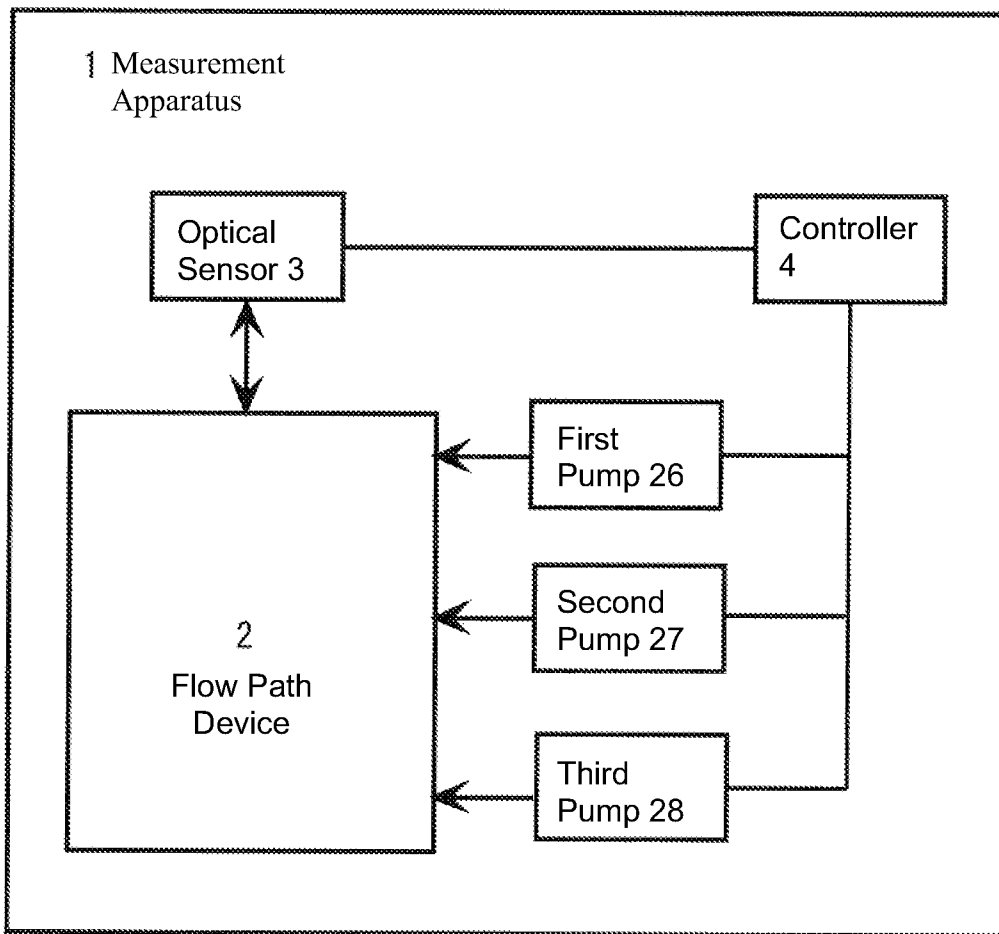 1 Measurement
Apparatus
Optical
Sensor 3
Controller
4
First
Pump 26
Second
Pump 27
2
Flow Path
Device
Third
Pump 28